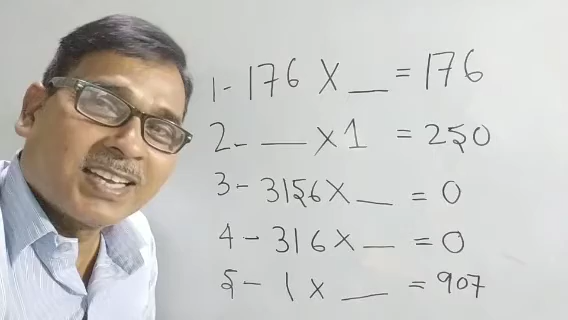 1- 176 X __ = 176
2- __ X 1 = 250
3- 3156 X __ = 0
4- 316 X __ = 0
5- 1 X __ = 907